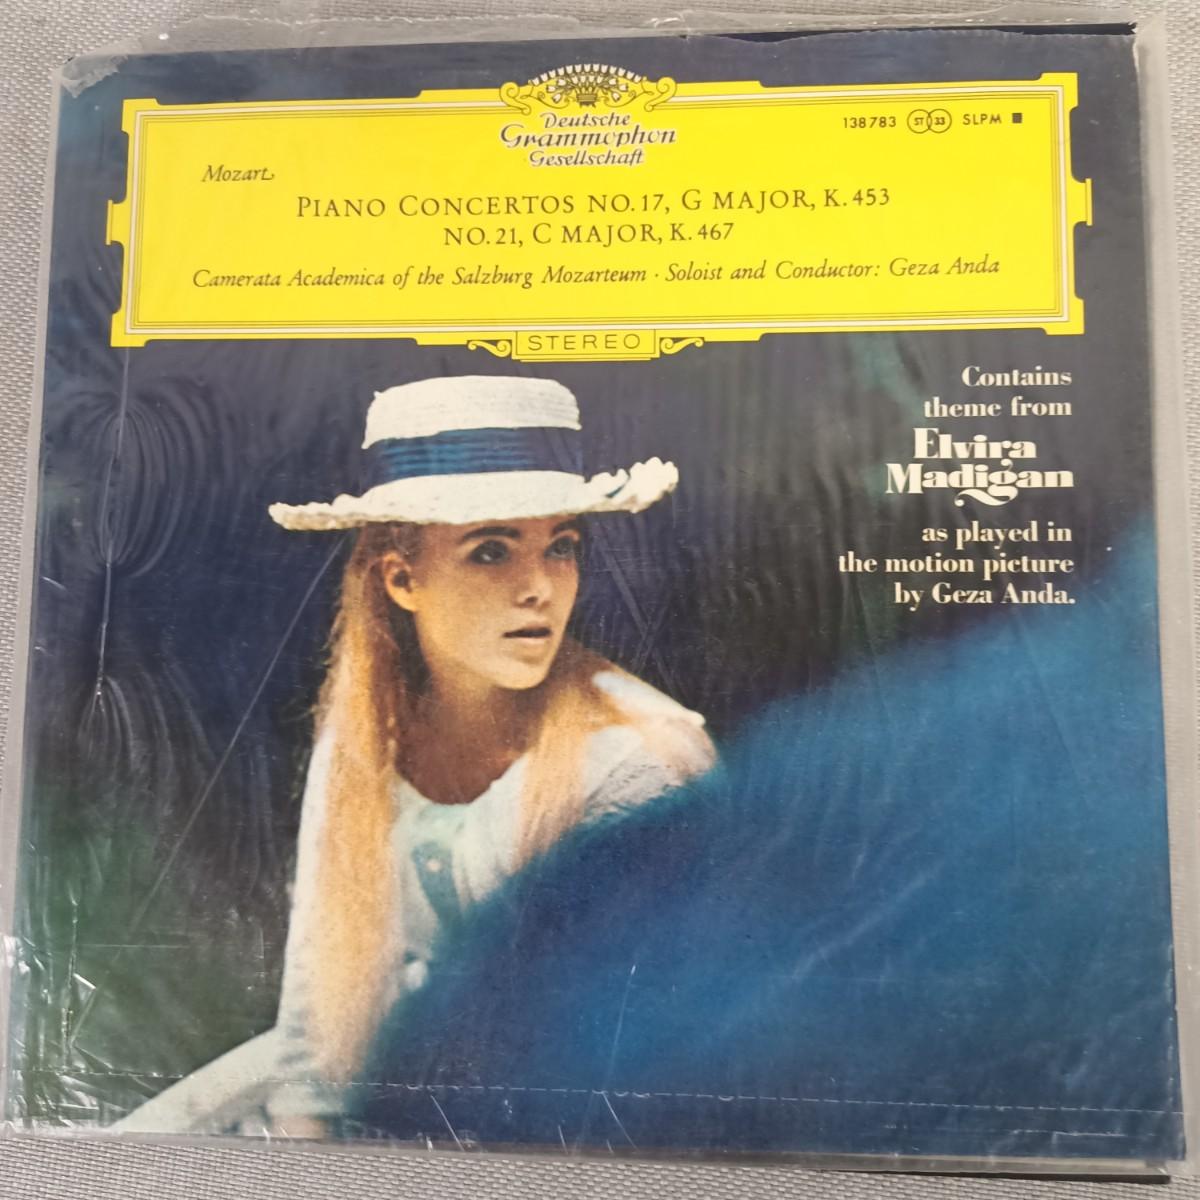 Deutsche
Grammophon
Gesellschaft
138783 ST 33 SLPM
Mozart
PIANO CONCERTOS NO. 17, G MAJOR, K. 453
NO. 21, C MAJOR, K. 467
Camerata Academica of the Salzburg Mozarteum · Soloist and Conductor: Geza Anda
STEREO
Contains
theme from
Elvira
Madigan
as played in
the motion picture
by Geza Anda.